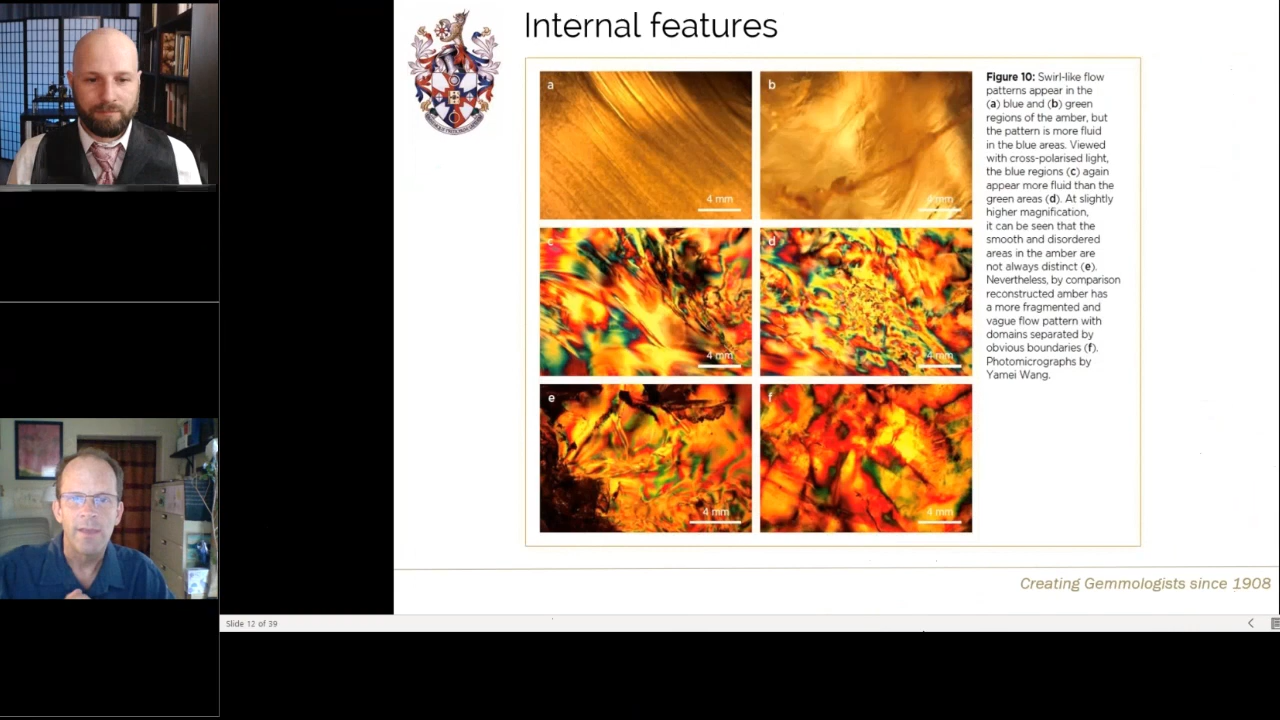 Internal features
a
4 mm
b
4 mm
c
4 mm
d
4 mm
e
4 mm
f
4 mm
Figure 10: Swirl-like flow
patterns appear in the
(a) blue and (b) green
regions of the amber, but
the pattern is more fluid
in the blue areas. Viewed
with cross-polarised light,
the blue regions (c) again
appear more fluid than the
green areas (d). At slightly
higher magnification,
it can be seen that the
smooth and disordered
areas in the amber are
not always distinct (e).
Nevertheless, by comparison
reconstructed amber has
a more fragmented and
vague flow pattern with
domains separated by
obvious boundaries (f).
Photomicrographs by
Yamei Wang.
Creating Gemmologists since 1908
Slide 12 of 39